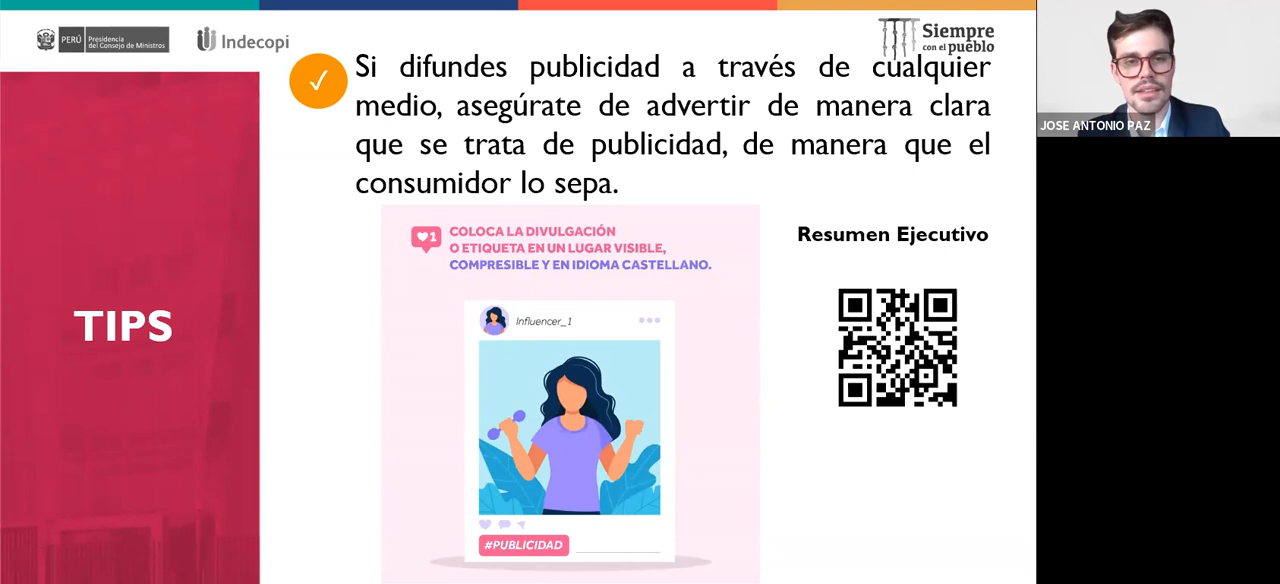 PERÚ
Presidencia
del Consejo de Ministros
Indecopi
Siempre
con el pueblo
JOSE ANTONIO PAZ
✓
Si difundes publicidad a través de cualquier
medio, asegúrate de advertir de manera clara
que se trata de publicidad, de manera que el
consumidor lo sepa.
TIPS
1
COLOCA LA DIVULGACIÓN
O ETIQUETA EN UN LUGAR VISIBLE,
COMPRESIBLE Y EN IDIOMA CASTELLANO.
Influencer_1
#PUBLICIDAD
Resumen Ejecutivo